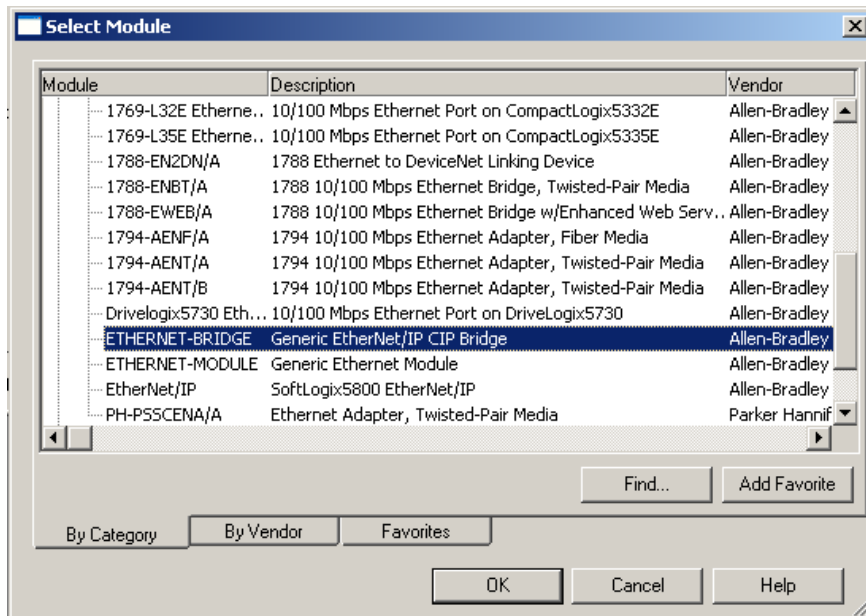 Select Module
Module Description Vendor
1769-L32E Etherne.. 10/100 Mbps Ethernet Port on CompactLogix5332E Allen-Bradley
1769-L35E Etherne.. 10/100 Mbps Ethernet Port on CompactLogix5335E Allen-Bradley
1788-EN2DN/A 1788 Ethernet to DeviceNet Linking Device Allen-Bradley
1788-ENBT/A 1788 10/100 Mbps Ethernet Bridge, Twisted-Pair Media Allen-Bradley
1788-EWEB/A 1788 10/100 Mbps Ethernet Bridge w/Enhanced Web Serv.. Allen-Bradley
1794-AENF/A 1794 10/100 Mbps Ethernet Adapter, Fiber Media Allen-Bradley
1794-AENT/A 1794 10/100 Mbps Ethernet Adapter, Twisted-Pair Media Allen-Bradley
1794-AENT/B 1794 10/100 Mbps Ethernet Adapter, Twisted-Pair Media Allen-Bradley
Drivelogix5730 Eth... 10/100 Mbps Ethernet Port on DriveLogix5730 Allen-Bradley
ETHERNET-BRIDGE Generic EtherNet/IP CIP Bridge Allen-Bradley
ETHERNET-MODULE Generic Ethernet Module Allen-Bradley
EtherNet/IP SoftLogix5800 EtherNet/IP Allen-Bradley
PH-PSSCENA/A Ethernet Adapter, Twisted-Pair Media Parker Hannif
Find... Add Favorite
By Category By Vendor Favorites
OK Cancel Help